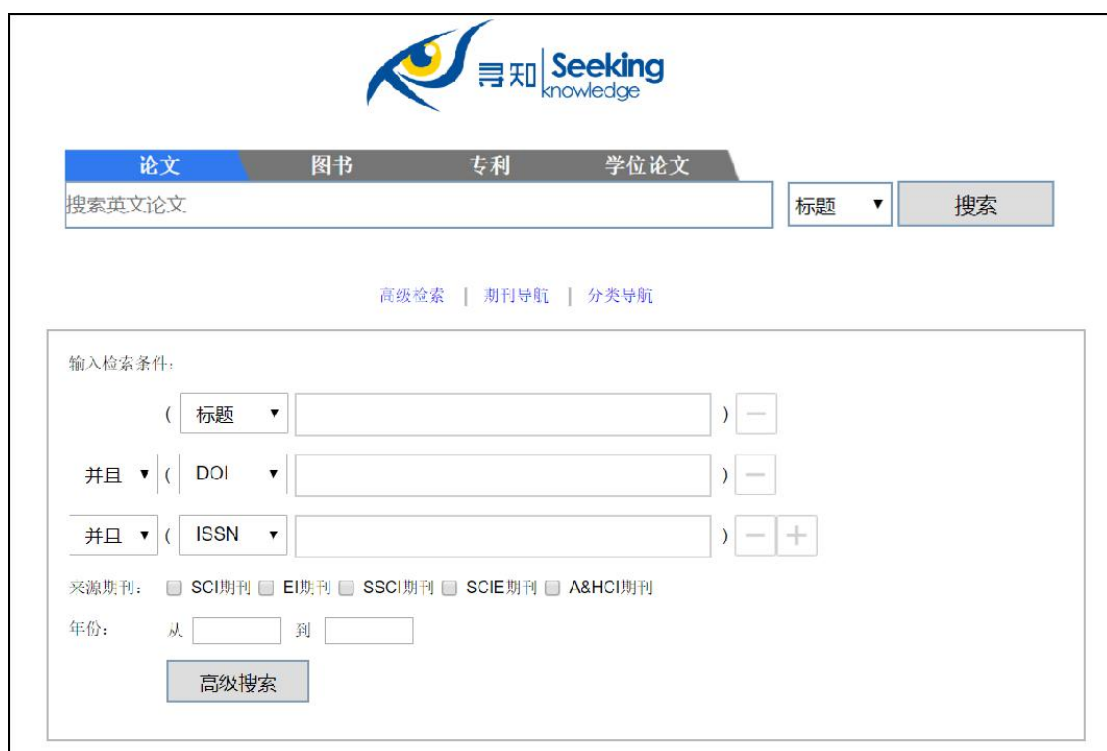 寻知 Seeking
knowledge
论文 图书 专利 学位论文
搜索英文论文 标题 ▼ 搜索
高级检索 | 期刊导航 | 分类导航
输入检索条件:
( 标题 ▼ ) −
并且 ▼ ( DOI ▼ ) −
并且 ▼ ( ISSN ▼ ) − +
来源期刊: SCI期刊 EI期刊 SSCI期刊 SCIE期刊 A&HCI期刊
年份: 从 到
高级搜索